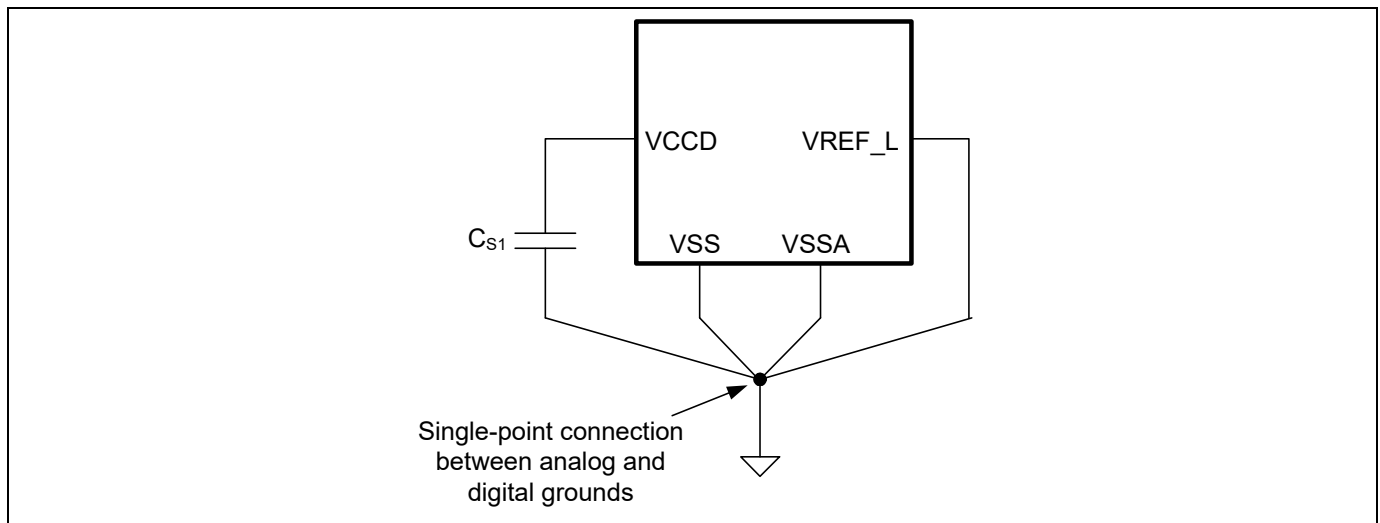 VCCD
VREF_L
CS1
VSS
VSSA
Single-point connection
between analog and
digital grounds